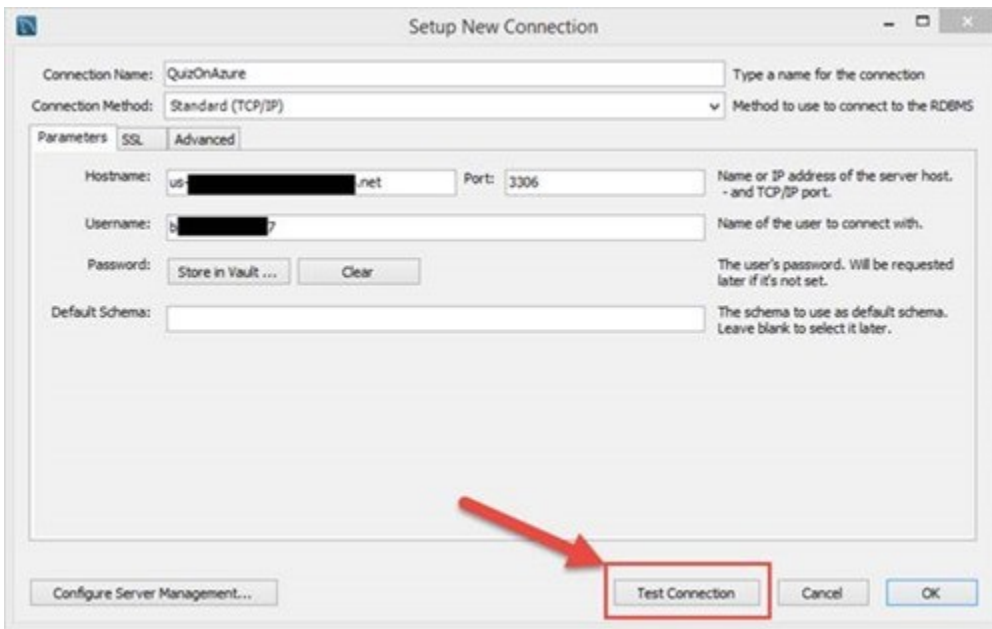 Setup New Connection
Connection Name: QuizOnAzure Type a name for the connection
Connection Method: Standard (TCP/IP) Method to use to connect to the RDBMS
Parameters SSL Advanced
Hostname: us- .net Port: 3306 Name or IP address of the server host.
- and TCP/IP port.
Username: b 7 Name of the user to connect with.
Password: Store in Vault ... Clear The user's password. Will be requested
later if it's not set.
Default Schema: The schema to use as default schema.
Leave blank to select it later.
Configure Server Management... Test Connection Cancel OK